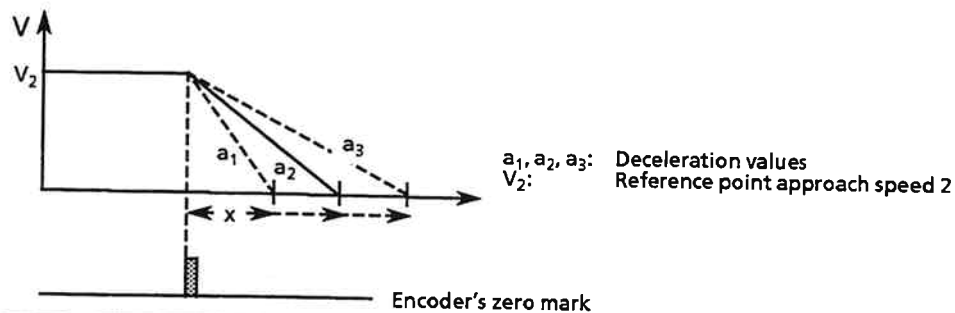 V
V₂
a₁
a₂
a₃
x
a₁, a₂, a₃: Deceleration values
V₂: Reference point approach speed 2
Encoder's zero mark